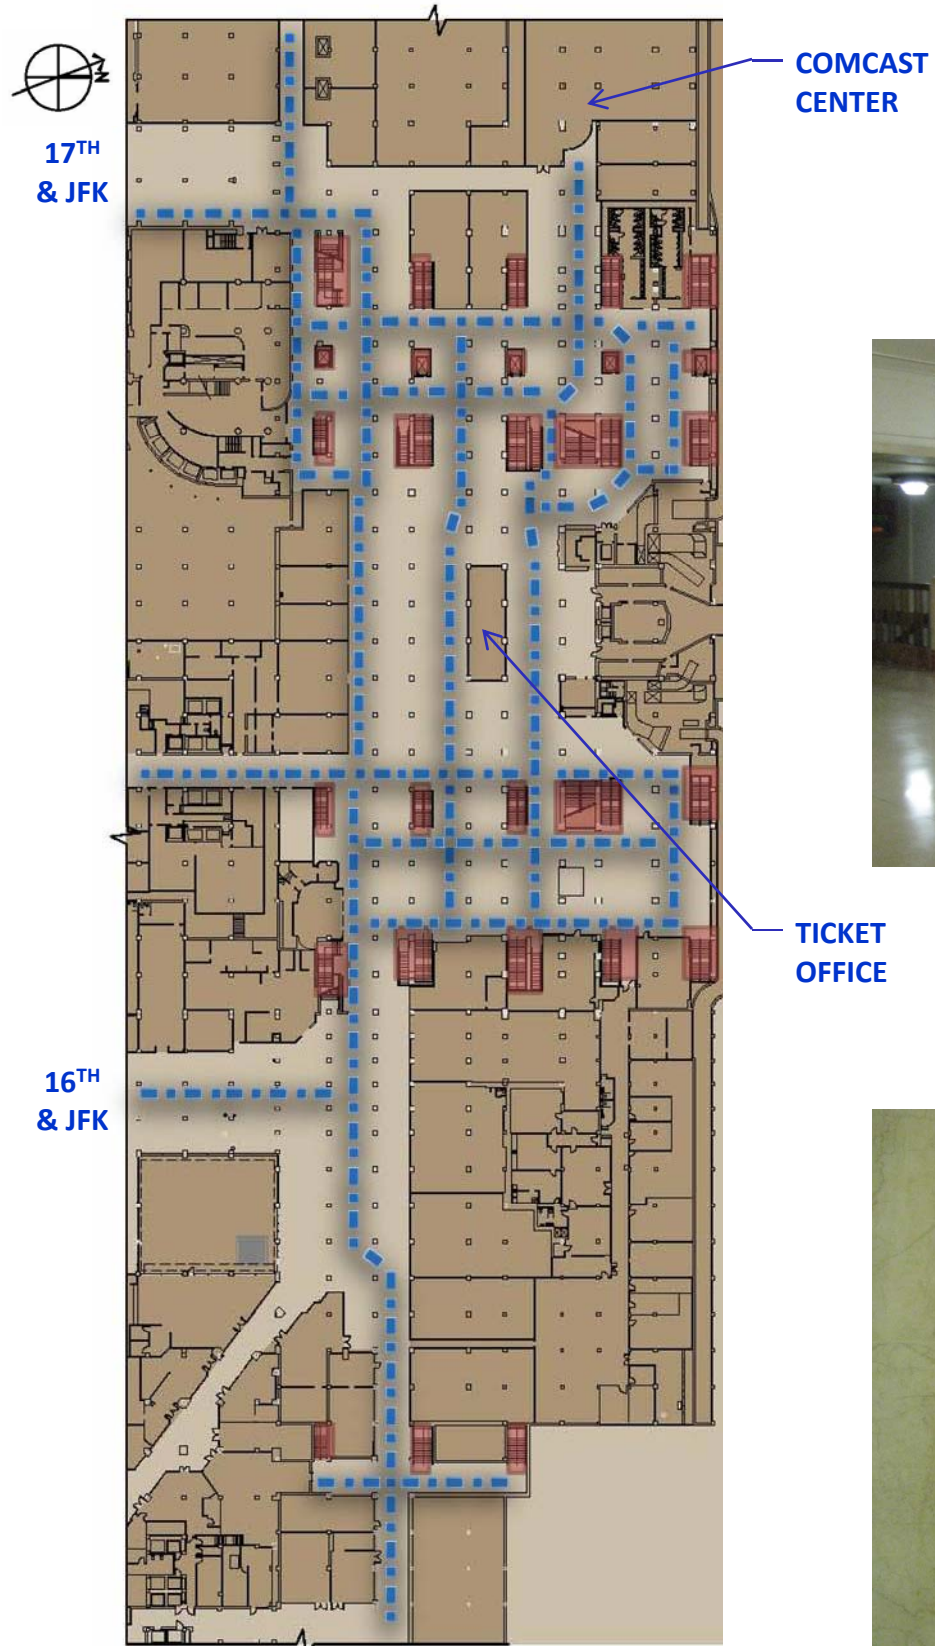 N
COMCAST
CENTER
17TH
& JFK
TICKET
OFFICE
16TH
& JFK